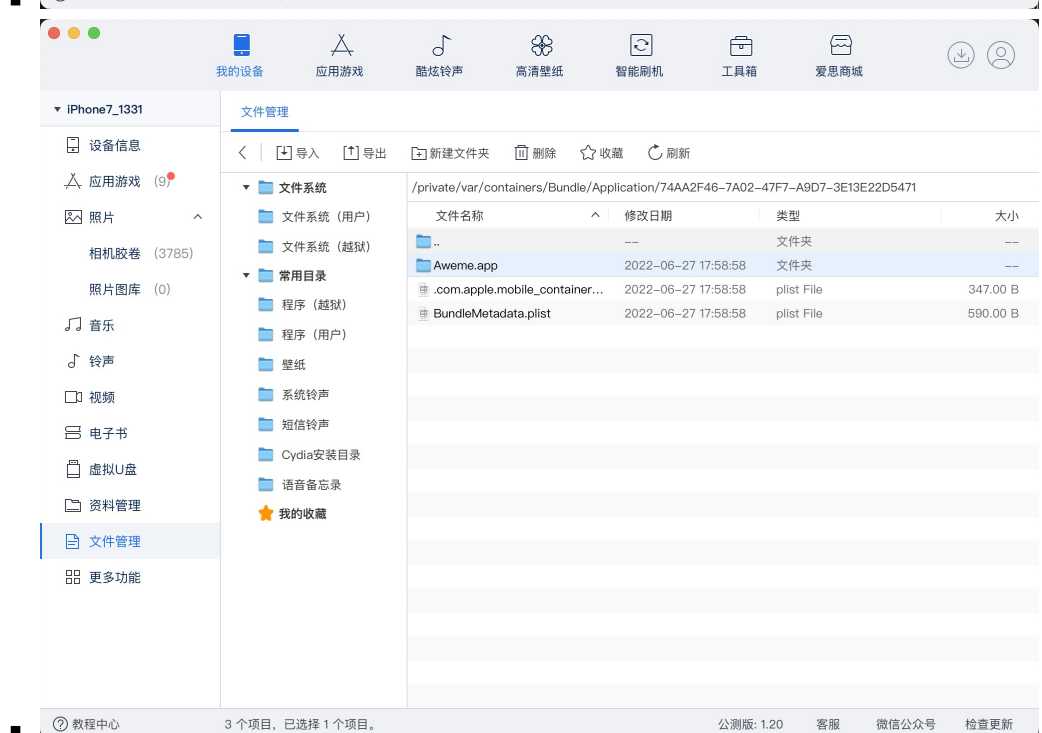 我的设备 应用游戏 酷炫铃声 高清壁纸 智能刷机 工具箱 爱思商城
iPhone7_1331
设备信息
应用游戏 (9)
照片
相机胶卷 (3785)
照片图库 (0)
音乐
铃声
视频
电子书
虚拟U盘
资料管理
文件管理
更多功能
文件管理
导入 导出 新建文件夹 删除 收藏 刷新
文件系统
文件系统（用户）
文件系统（越狱）
常用目录
程序（越狱）
程序（用户）
壁纸
系统铃声
短信铃声
Cydia安装目录
语音备忘录
我的收藏
/private/var/containers/Bundle/Application/74AA2F46-7A02-47F7-A9D7-3E13E22D5471
文件名称 修改日期 类型 大小
.. -- 文件夹 --
Aweme.app 2022-06-27 17:58:58 文件夹 --
.com.apple.mobile_container... 2022-06-27 17:58:58 plist File 347.00 B
BundleMetadata.plist 2022-06-27 17:58:58 plist File 590.00 B
教程中心 3 个项目，已选择 1 个项目。 公测版: 1.20 客服 微信公众号 检查更新